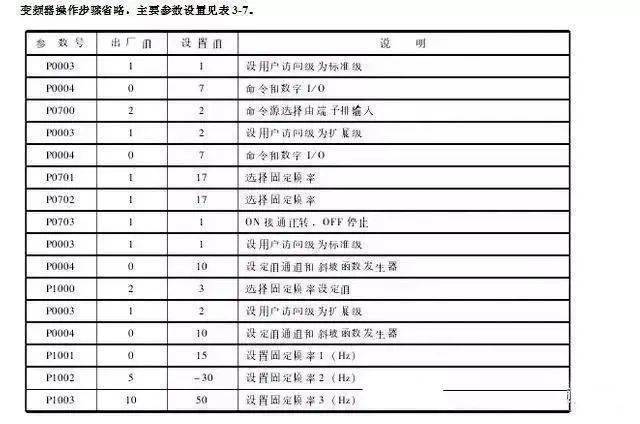 变频器操作步骤省略，主要参数设置见表3-7。
参 数 号 出 厂 值 设 置 值 说 明
P0003 1 1 设用户访问级为标准级
P0004 0 7 命令和数字 I/O
P0700 2 2 命令源选择由端子排输入
P0003 1 2 设用户访问级为扩展级
P0004 0 7 命令和数字 I/O
P0701 1 17 选择固定频率
P0702 1 17 选择固定频率
P0703 1 1 ON 接通正转，OFF 停止
P0003 1 1 设用户访问级为标准级
P0004 0 10 设定值通道和斜坡函数发生器
P1000 2 3 选择固定频率设定值
P0003 1 2 设用户访问级为扩展级
P0004 0 10 设定值通道和斜坡函数发生器
P1001 0 15 设置固定频率 1 (Hz)
P1002 5 -30 设置固定频率 2 (Hz)
P1003 10 50 设置固定频率 3 (Hz)